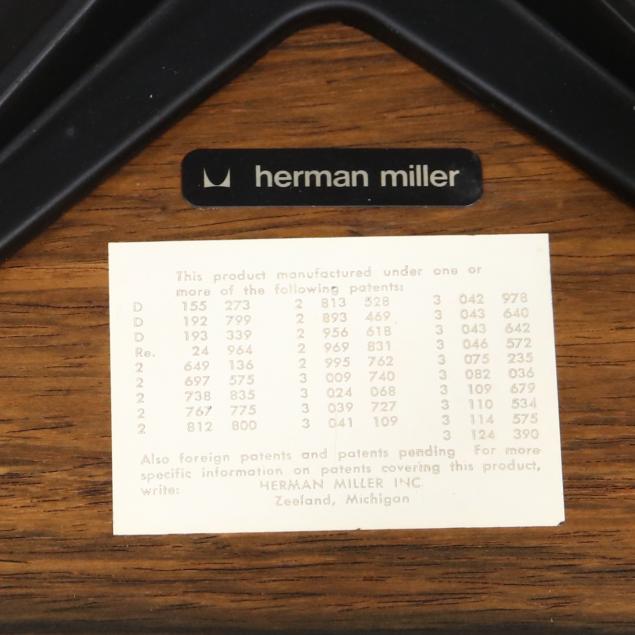 herman miller
This product manufactured under one or
more of the following patents:
D 155 273 2 813 528 3 042 978
D 192 799 2 893 469 3 043 640
D 193 339 2 956 618 3 043 642
Re. 24 964 2 969 831 3 046 572
2 649 136 2 995 762 3 075 235
2 697 575 3 009 740 3 082 036
2 738 835 3 024 068 3 109 679
2 767 775 3 039 727 3 110 534
2 812 800 3 041 109 3 114 575
3 124 390
Also foreign patents and patents pending For more
specific information on patents covering this product,
write: HERMAN MILLER INC.
Zeeland, Michigan